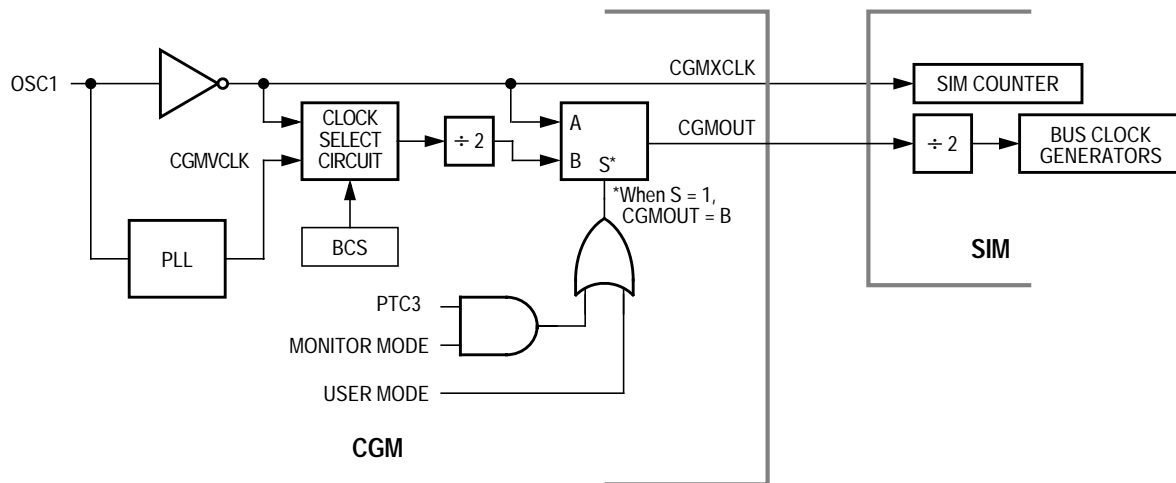 OSC1
CGMXCLK
SIM COUNTER
CLOCK
SELECT
CIRCUIT
÷ 2
A
B
S*
CGMOUT
÷ 2
BUS CLOCK
GENERATORS
CGMVCLK
*When S = 1,
CGMOUT = B
PLL
BCS
SIM
PTC3
MONITOR MODE
USER MODE
CGM